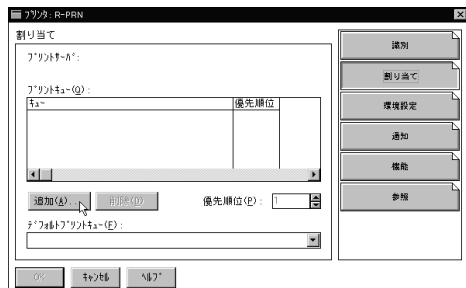 ﾌﾟﾘﾝﾀ: R-PRN
割り当て
ﾌﾟﾘﾝﾄｻｰﾊﾞ:
ﾌﾟﾘﾝﾄｷｭｰ(Q):
ｷｭｰ 優先順位
追加(A)... 削除(D) 優先順位(P): 1
ﾃﾞﾌｫﾙﾄﾌﾟﾘﾝﾄｷｭｰ(F):
OK ｷｬﾝｾﾙ ﾍﾙﾌﾟ
識別
割り当て
環境設定
通知
機能
参照